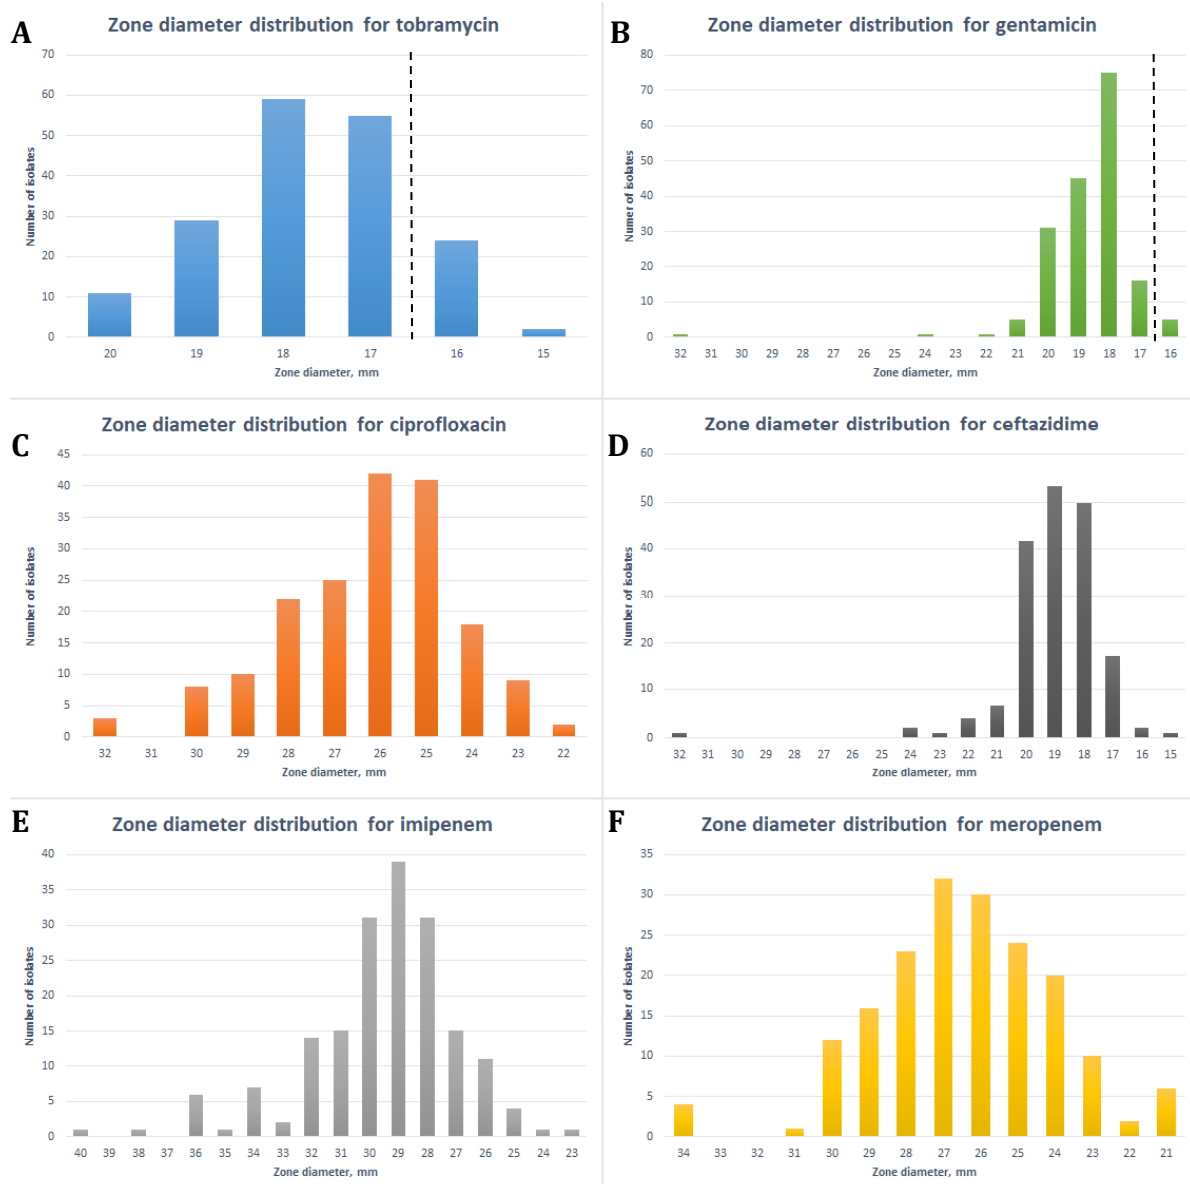 A
Zone diameter distribution for tobramycin
Number of isolates
70
60
50
40
30
20
10
0
20 19 18 17 16 15
Zone diameter, mm
B
Zone diameter distribution for gentamicin
Numer of isolates
80
70
60
50
40
30
20
10
0
32 31 30 29 28 27 26 25 24 23 22 21 20 19 18 17 16
Zone diameter, mm
C
Zone diameter distribution for ciprofloxacin
Number of isolates
45
40
35
30
25
20
15
10
5
0
32 31 30 29 28 27 26 25 24 23 22
Zone diameter, mm
D
Zone diameter distribution for ceftazidime
Number of isolates
60
50
40
30
20
10
0
32 31 30 29 28 27 26 25 24 23 22 21 20 19 18 17 16 15
Zone diameter, mm
E
Zone diameter distribution for imipenem
Number of isolates
40
35
30
25
20
15
10
5
0
40 39 38 37 36 35 34 33 32 31 30 29 28 27 26 25 24 23
Zone diameter, mm
F
Zone diameter distribution for meropenem
Number of isolates
35
30
25
20
15
10
5
0
34 33 32 31 30 29 28 27 26 25 24 23 22 21
Zone diameter, mm